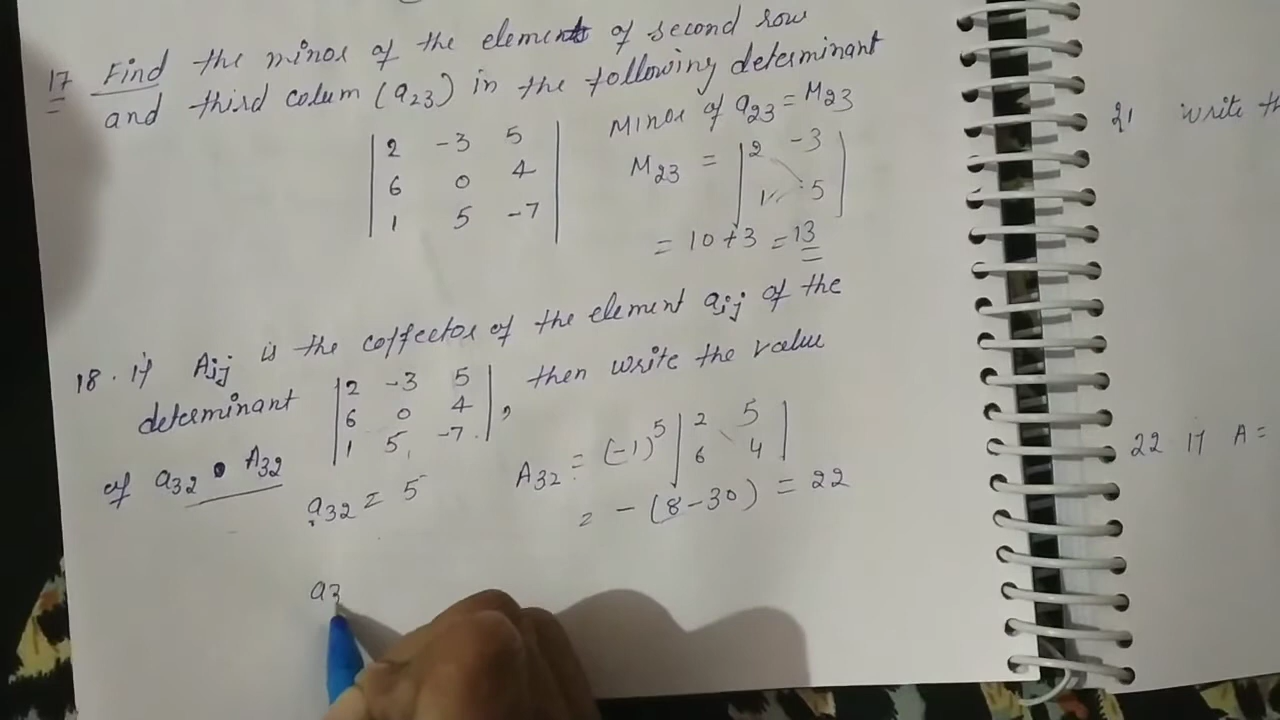 17 Find the minor of the element of second row
and third colum (a23) in the following determinant
2 -3 5
6 0 4
1 5 -7
Minor of a23 = M23
M23 = 2 -3
1 5
= 10 + 3 = 13
18. if Aij is the coffector of the element aij of the
determinant 2 -3 5 , then write the value
6 0 4
1 5 -7
of a32 • A32
a32 = 5
A32 = (-1)^5 2 5
6 4
= - (8-30) = 22
a3
21 write th
22 if A =